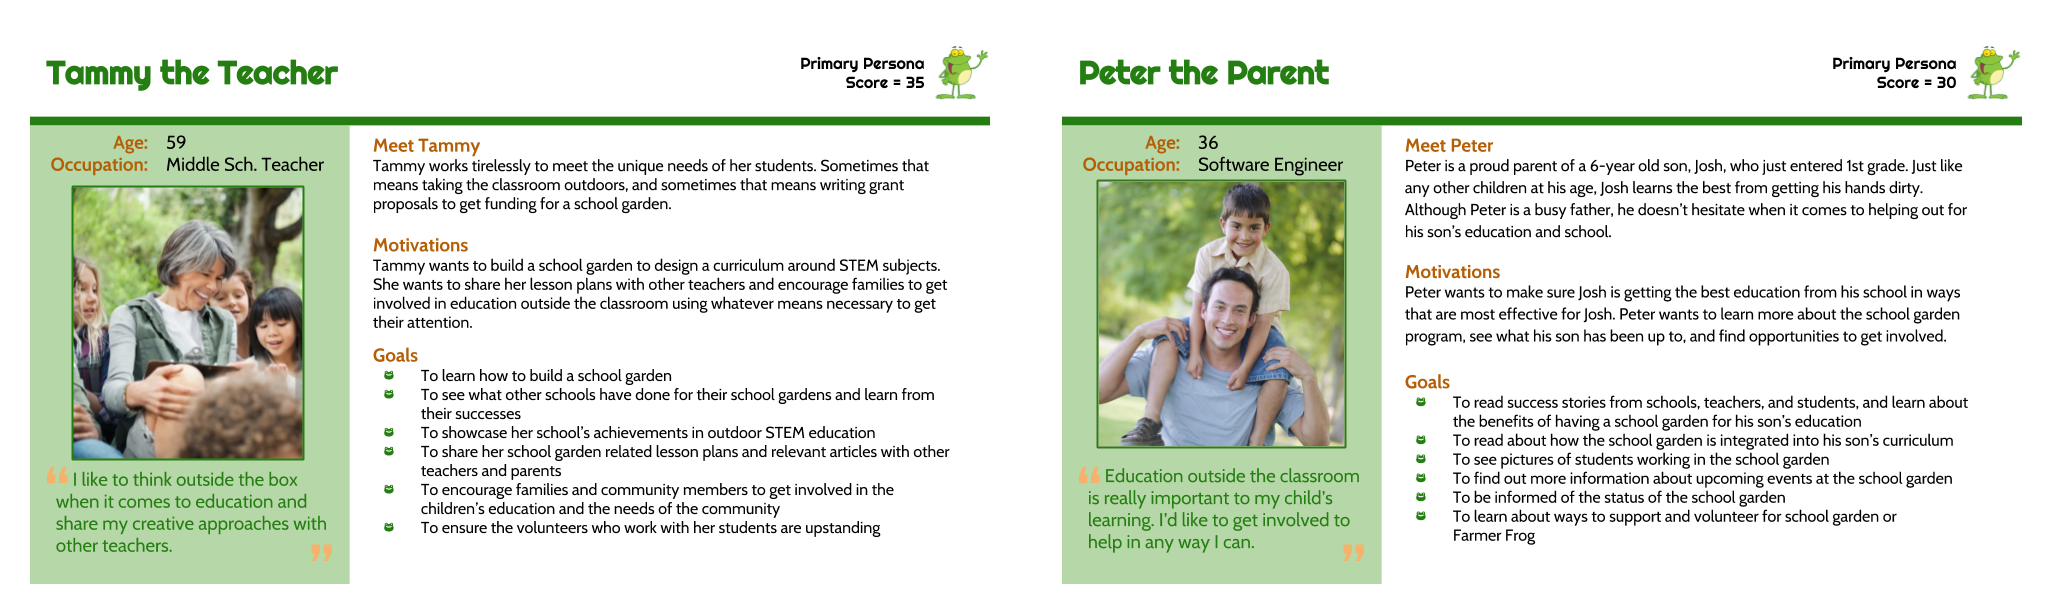 Tammy the Teacher
Primary Persona
Score = 35
Age: 59
Occupation: Middle Sch. Teacher
“ I like to think outside the box
when it comes to education and
share my creative approaches with
other teachers. ”
Meet Tammy
Tammy works tirelessly to meet the unique needs of her students. Sometimes that
means taking the classroom outdoors, and sometimes that means writing grant
proposals to get funding for a school garden.
Motivations
Tammy wants to build a school garden to design a curriculum around STEM subjects.
She wants to share her lesson plans with other teachers and encourage families to get
involved in education outside the classroom using whatever means necessary to get
their attention.
Goals
To learn how to build a school garden
To see what other schools have done for their school gardens and learn from
their successes
To showcase her school's achievements in outdoor STEM education
To share her school garden related lesson plans and relevant articles with other
teachers and parents
To encourage families and community members to get involved in the
children's education and the needs of the community
To ensure the volunteers who work with her students are upstanding
Peter the Parent
Primary Persona
Score = 30
Age: 36
Occupation: Software Engineer
“ Education outside the classroom
is really important to my child's
learning. I'd like to get involved to
help in any way I can. ”
Meet Peter
Peter is a proud parent of a 6-year old son, Josh, who just entered 1st grade. Just like
any other children at his age, Josh learns the best from getting his hands dirty.
Although Peter is a busy father, he doesn't hesitate when it comes to helping out for
his son's education and school.
Motivations
Peter wants to make sure Josh is getting the best education from his school in ways
that are most effective for Josh. Peter wants to learn more about the school garden
program, see what his son has been up to, and find opportunities to get involved.
Goals
To read success stories from schools, teachers, and students, and learn about
the benefits of having a school garden for his son's education
To read about how the school garden is integrated into his son's curriculum
To see pictures of students working in the school garden
To find out more information about upcoming events at the school garden
To be informed of the status of the school garden
To learn about ways to support and volunteer for school garden or
Farmer Frog